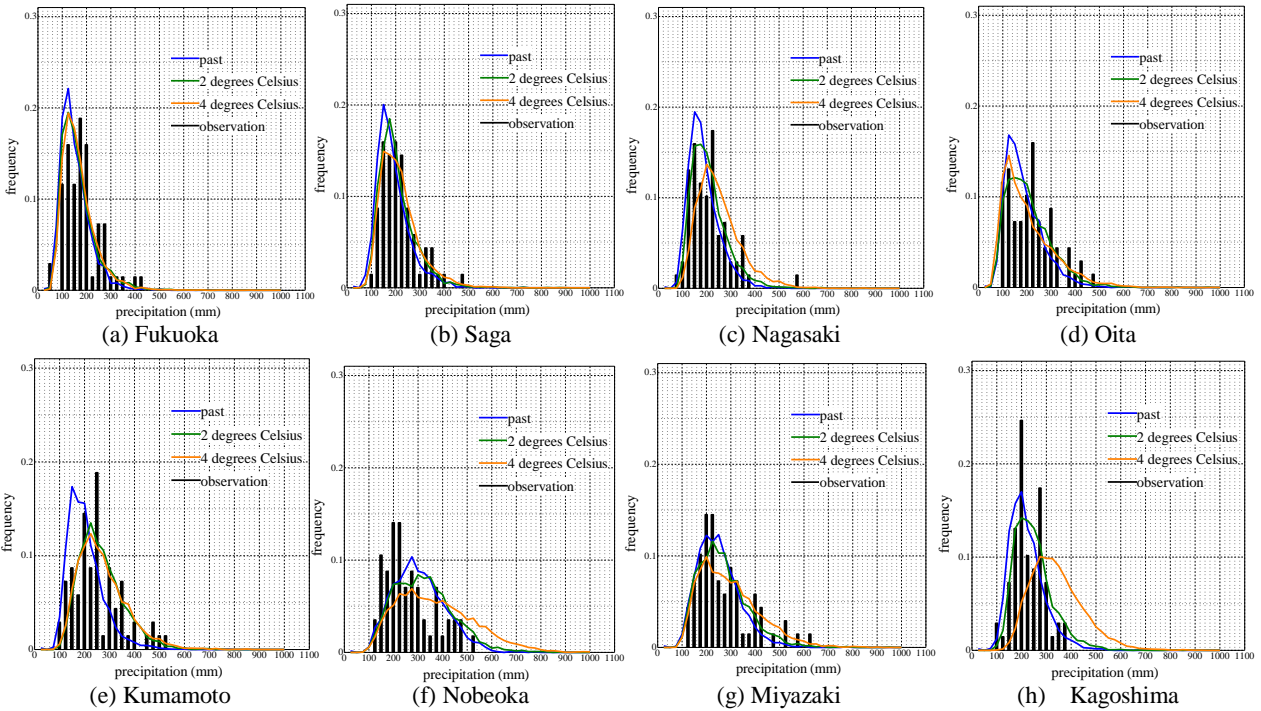 0.3
past
2 degrees Celsius
4 degrees Celsius
observation
0.2
frequency
0.1
0
0 100 200 300 400 500 600 700 800 900 1000 1100
precipitation (mm)
(a) Fukuoka
0.3
past
2 degrees Celsius
4 degrees Celsius
observation
0.2
frequency
0.1
0
0 100 200 300 400 500 600 700 800 900 1000 1100
precipitation (mm)
(b) Saga
0.3
past
2 degrees Celsius
4 degrees Celsius
observation
0.2
frequency
0.1
0
0 100 200 300 400 500 600 700 800 900 1000 1100
precipitation (mm)
(c) Nagasaki
0.3
past
2 degrees Celsius
4 degrees Celsius
observation
0.2
frequency
0.1
0
0 100 200 300 400 500 600 700 800 900 1000 1100
precipitation (mm)
(d) Oita
0.3
past
2 degrees Celsius
4 degrees Celsius
observation
0.2
frequency
0.1
0
0 100 200 300 400 500 600 700 800 900 1000 1100
precipitation (mm)
(e) Kumamoto
0.3
past
2 degrees Celsius
4 degrees Celsius
observation
0.2
frequency
0.1
0
0 100 200 300 400 500 600 700 800 900 1000 1100
precipitation (mm)
(f) Nobeoka
0.3
past
2 degrees Celsius
4 degrees Celsius
observation
0.2
frequency
0.1
0
0 100 200 300 400 500 600 700 800 900 1000 1100
precipitation (mm)
(g) Miyazaki
0.3
past
2 degrees Celsius
4 degrees Celsius
observation
0.2
frequency
0.1
0
0 100 200 300 400 500 600 700 800 900 1000 1100
precipitation (mm)
(h) Kagoshima